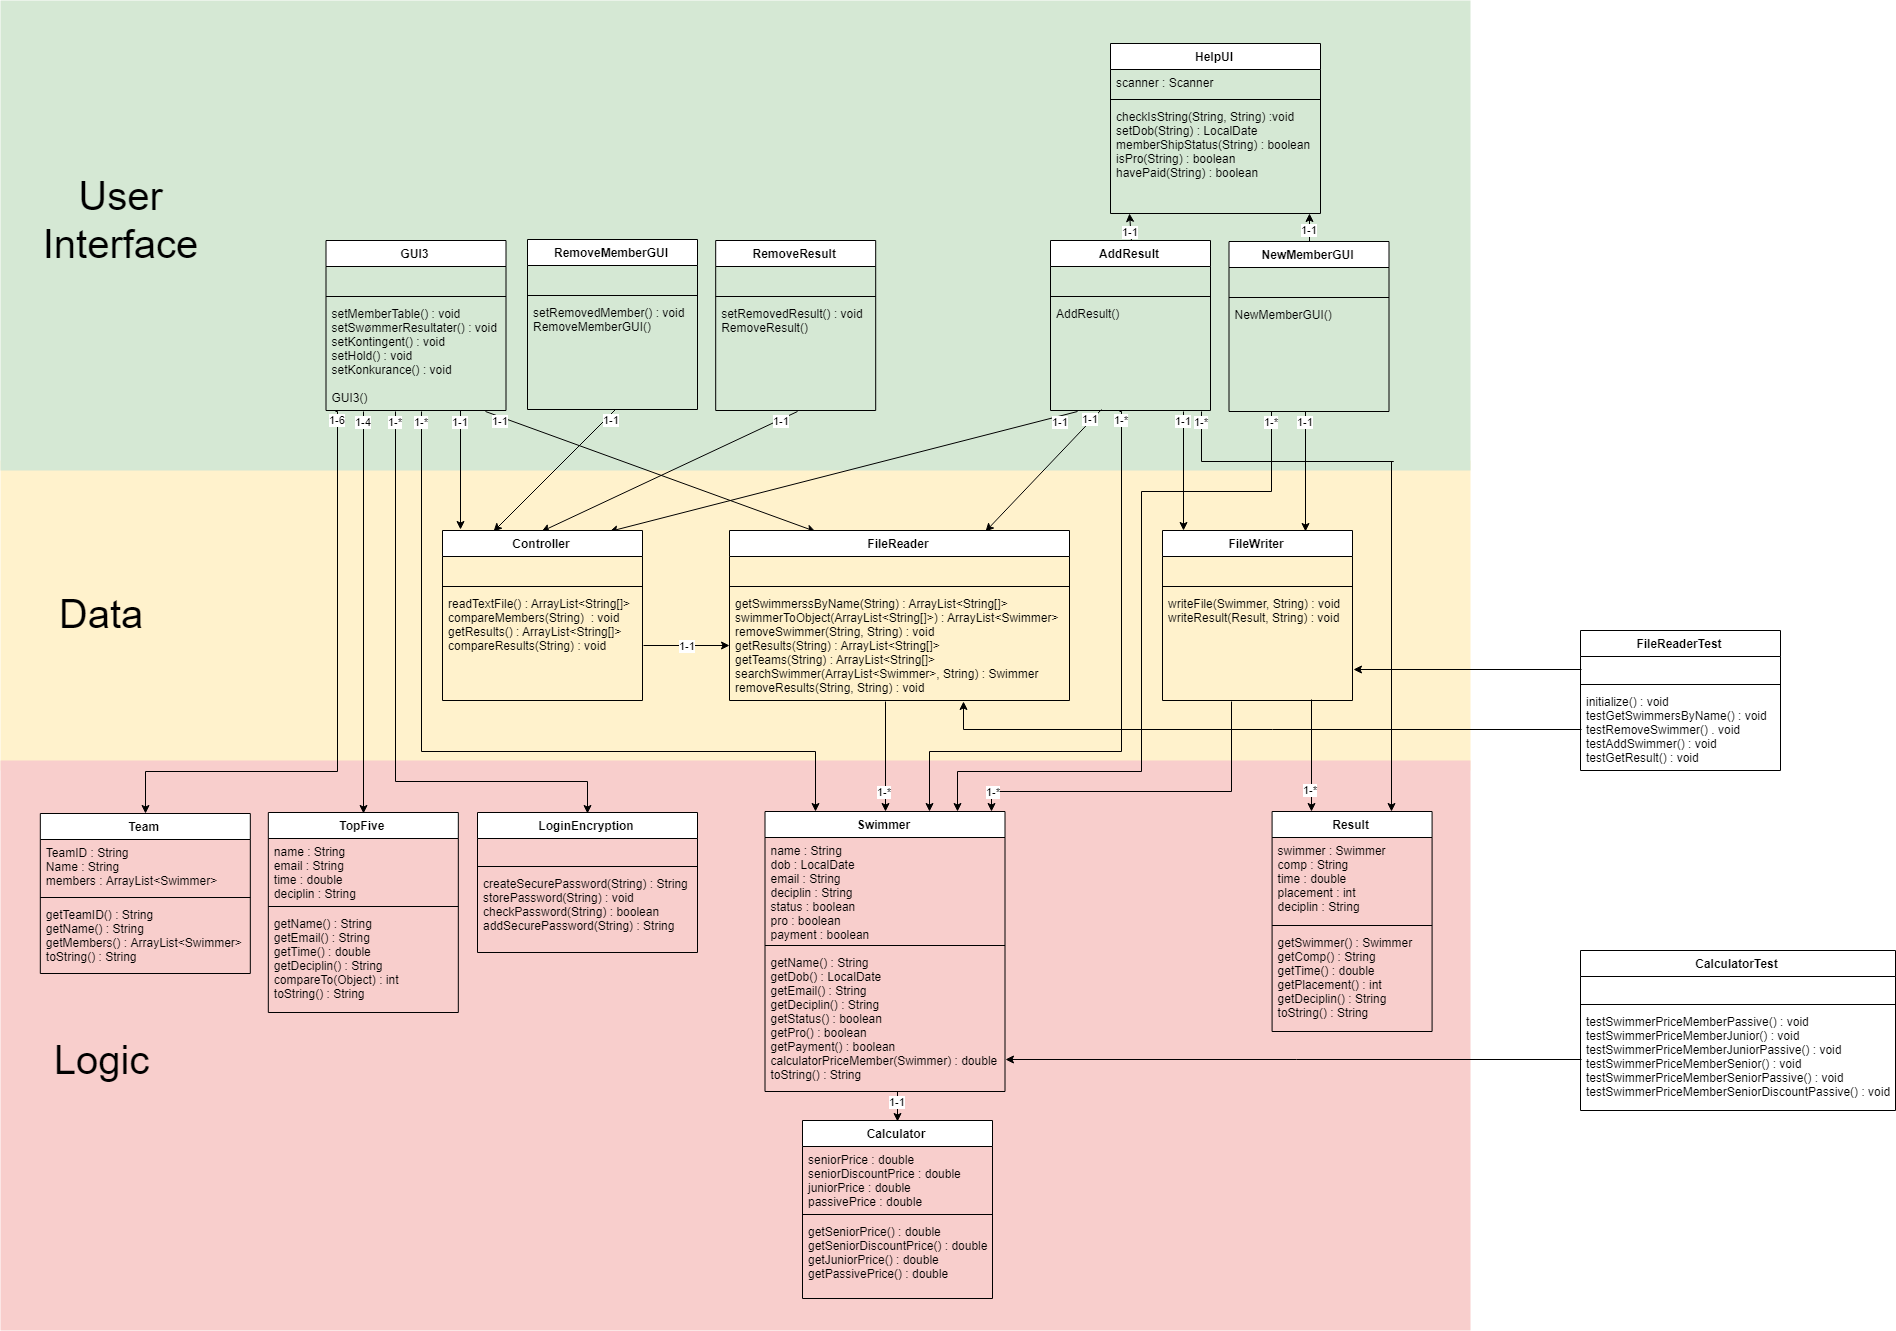 HelpUI
scanner : Scanner
checkIsString(String, String) :void
setDob(String) : LocalDate
memberShipStatus(String) : boolean
isPro(String) : boolean
havePaid(String) : boolean
User
Interface
1-1
1-1
GUI3
setMemberTable() : void
setSwømmerResultater() : void
setKontingent() : void
setHold() : void
setKonkurance() : void
GUI3()
RemoveMemberGUI
setRemovedMember() : void
RemoveMemberGUI()
RemoveResult
setRemovedResult() : void
RemoveResult()
AddResult
AddResult()
NewMemberGUI
NewMemberGUI()
1-6
1-4
1-*
1-*
1-1
1-1
1-1
1-1
1-1
1-1
1-*
1-1
1-*
1-*
1-1
Data
Controller
readTextFile() : ArrayList<String[]>
compareMembers(String) : void
getResults() : ArrayList<String[]>
compareResults(String) : void
1-1
FileReader
getSwimmerssByName(String) : ArrayList<String[]>
swimmerToObject(ArrayList<String[]>) : ArrayList<Swimmer>
removeSwimmer(String, String) : void
getResults(String) : ArrayList<String[]>
getTeams(String) : ArrayList<String[]>
searchSwimmer(ArrayList<Swimmer>, String) : Swimmer
removeResults(String, String) : void
FileWriter
writeFile(Swimmer, String) : void
writeResult(Result, String) : void
FileReaderTest
initialize() : void
testGetSwimmersByName() : void
testRemoveSwimmer() . void
testAddSwimmer() : void
testGetResult() : void
1-*
1-*
1-*
Logic
Team
TeamID : String
Name : String
members : ArrayList<Swimmer>
getTeamID() : String
getName() : String
getMembers() : ArrayList<Swimmer>
toString() : String
TopFive
name : String
email : String
time : double
deciplin : String
getName() : String
getEmail() : String
getTime() : double
getDeciplin() : String
compareTo(Object) : int
toString() : String
LoginEncryption
createSecurePassword(String) : String
storePassword(String) : void
checkPassword(String) : boolean
addSecurePassword(String) : String
Swimmer
name : String
dob : LocalDate
email : String
deciplin : String
status : boolean
pro : boolean
payment : boolean
getName() : String
getDob() : LocalDate
getEmail() : String
getDeciplin() : String
getStatus() : boolean
getPro() : boolean
getPayment() : boolean
calculatorPriceMember(Swimmer) : double
toString() : String
Result
swimmer : Swimmer
comp : String
time : double
placement : int
deciplin : String
getSwimmer() : Swimmer
getComp() : String
getTime() : double
getPlacement() : int
getDeciplin() : String
toString() : String
CalculatorTest
testSwimmerPriceMemberPassive() : void
testSwimmerPriceMemberJunior() : void
testSwimmerPriceMemberJuniorPassive() : void
testSwimmerPriceMemberSenior() : void
testSwimmerPriceMemberSeniorPassive() : void
testSwimmerPriceMemberSeniorDiscountPassive() : void
1-1
Calculator
seniorPrice : double
seniorDiscountPrice : double
juniorPrice : double
passivePrice : double
getSeniorPrice() : double
getSeniorDiscountPrice() : double
getJuniorPrice() : double
getPassivePrice() : double